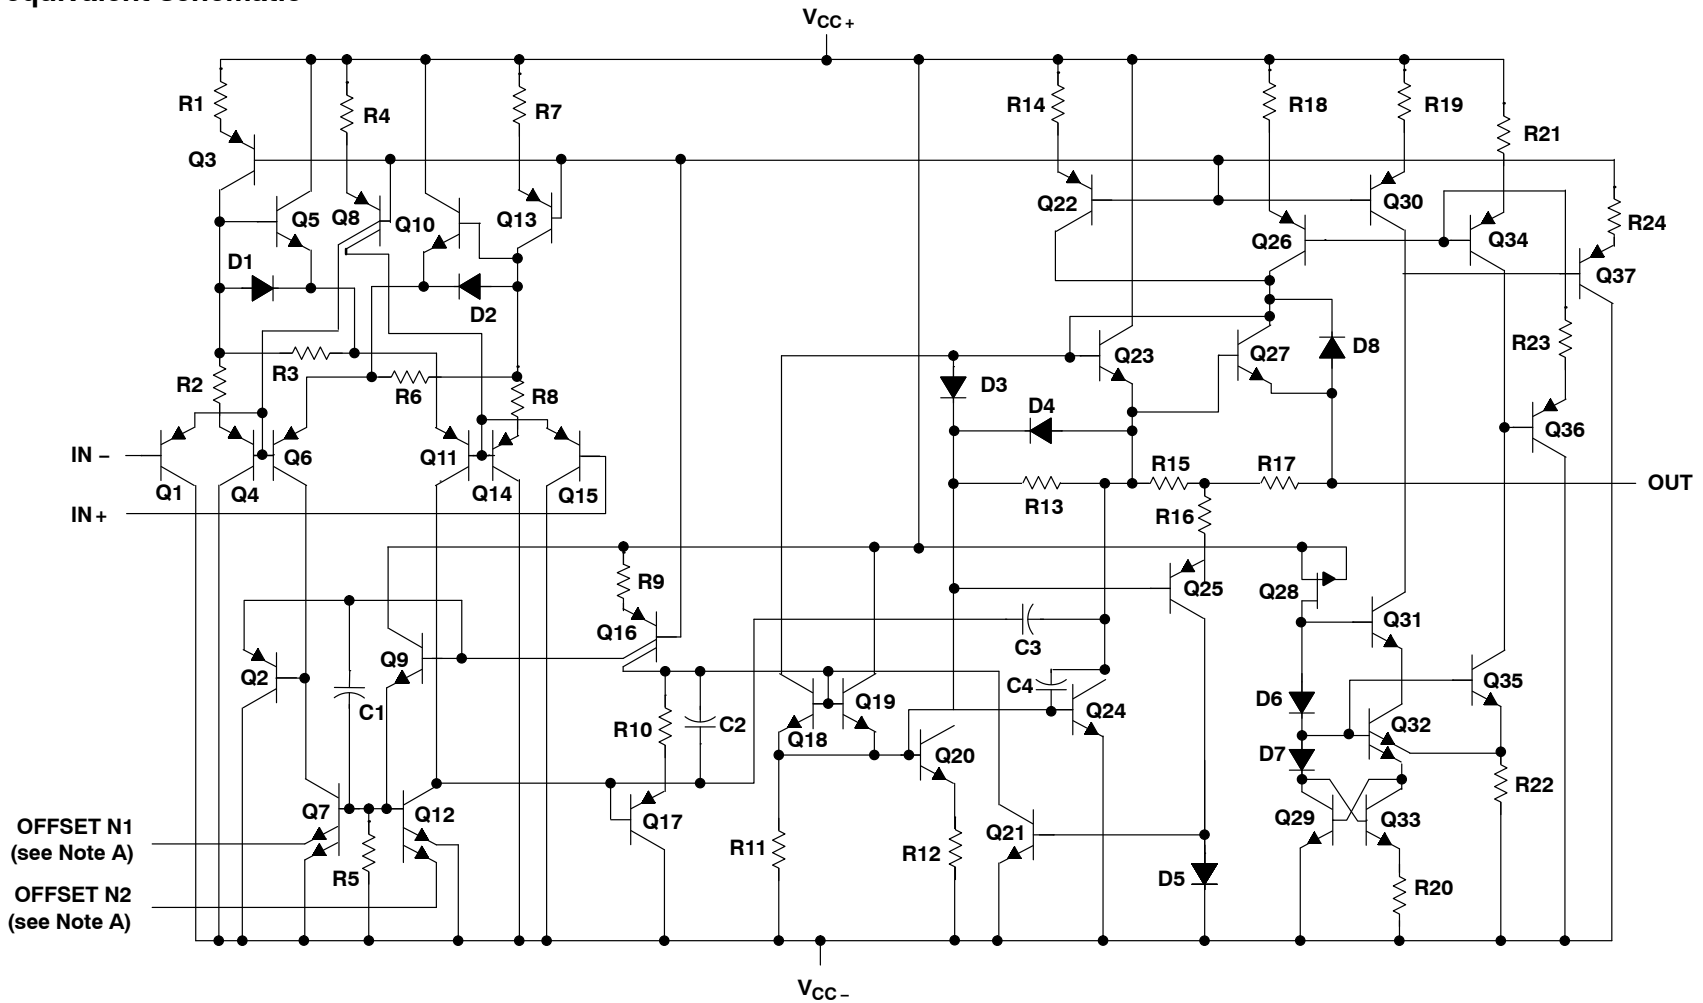 equivalent schematic
VCC+
R1
R4
R7
R14
R18
R19
R21
Q3
Q5
Q8
Q10
Q13
Q22
Q26
Q30
Q34
R24
Q37
D1
D2
R3
R2
R6
R8
D3
D4
Q23
Q27
D8
R23
Q36
IN −
Q1
Q4
Q6
Q11
Q14
Q15
IN +
R13
R15
R16
R17
OUT
R9
Q16
Q25
Q28
Q31
C3
Q2
C1
Q9
R10
C2
Q18
Q19
C4
Q24
D6
Q32
Q35
Q20
D7
R22
OFFSET N1
(see Note A)
Q7
Q12
Q17
R11
R12
Q21
Q29
Q33
D5
R5
R20
OFFSET N2
(see Note A)
VCC−